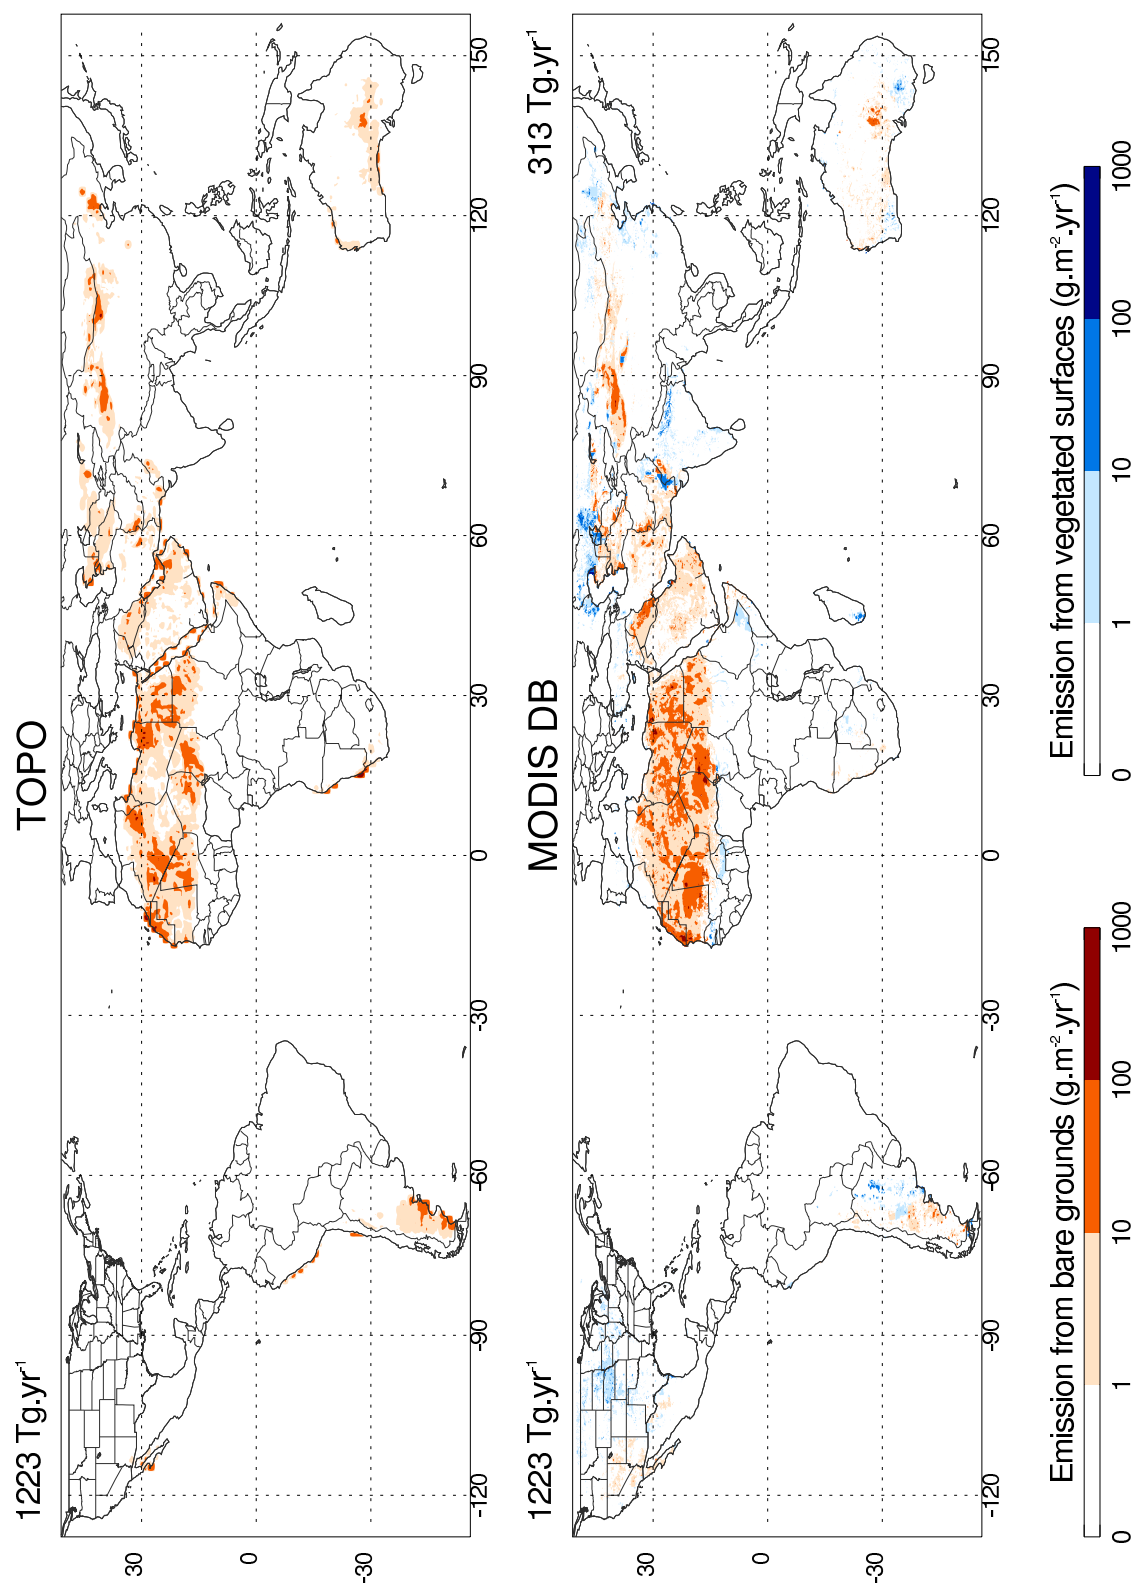 1223 Tg.yr⁻¹
TOPO
30
0
-30
-120
-90
-60
-30
0
30
60
90
120
150
1223 Tg.yr⁻¹
MODIS DB
313 Tg.yr⁻¹
30
0
-30
-120
-90
-60
-30
0
30
60
90
120
150
Emission from bare grounds (g.m⁻².yr⁻¹)
0 1 10 100 1000
Emission from vegetated surfaces (g.m⁻².yr⁻¹)
0 1 10 100 1000